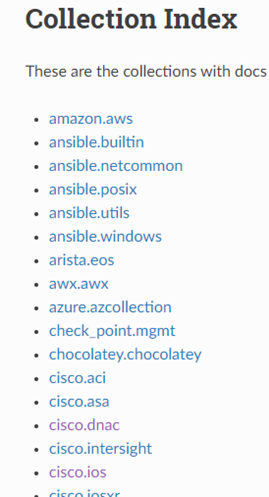 Collection Index
These are the collections with docs
amazon.aws
ansible.builtin
ansible.netcommon
ansible.posix
ansible.utils
ansible.windows
arista.eos
awx.awx
azure.azcollection
check_point.mgmt
chocolatey.chocolatey
cisco.aci
cisco.asa
cisco.dnac
cisco.intersight
cisco.ios
cisco.iosxr